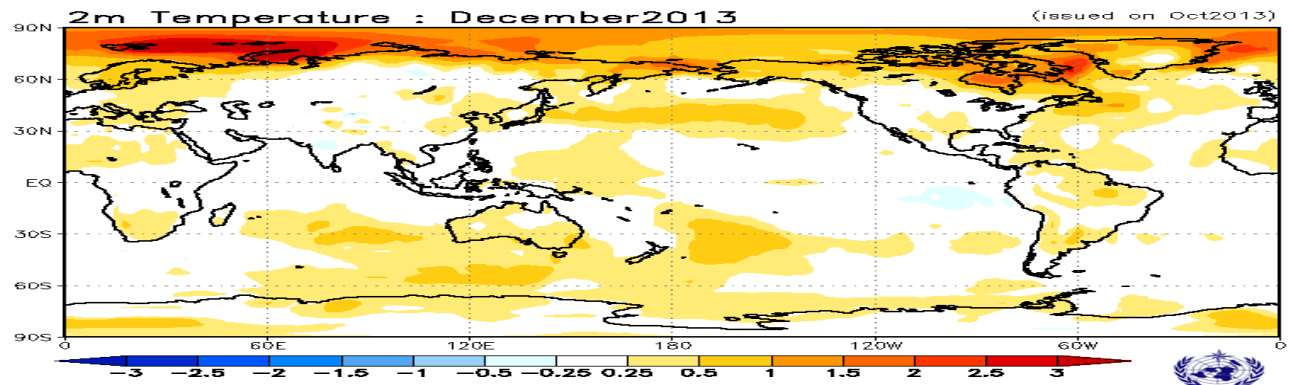 2m Temperature : December2013
(issued on Oct2013)
90N
60N
30N
EQ
30S
60S
90S
0 60E 120E 180 120W 60W 0
-3 -2.5 -2 -1.5 -1 -0.5 -0.25 0.25 0.5 1 1.5 2 2.5 3